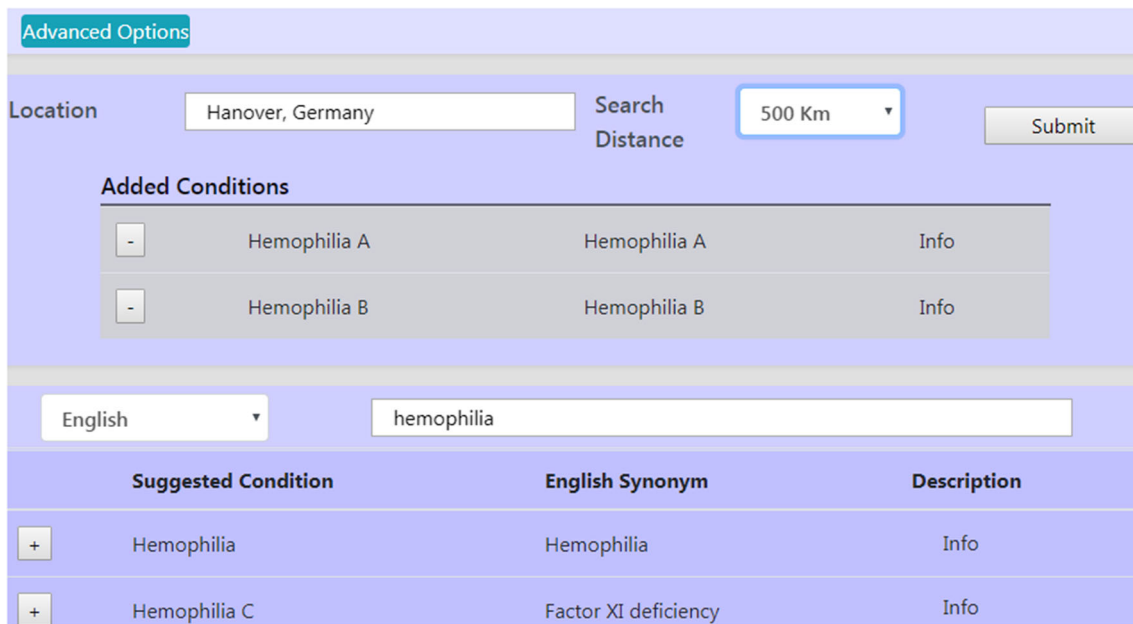 Advanced Options
Location Hanover, Germany Search Distance 500 Km Submit
Added Conditions
- Hemophilia A Hemophilia A Info
- Hemophilia B Hemophilia B Info
English hemophilia
Suggested Condition English Synonym Description
+ Hemophilia Hemophilia Info
+ Hemophilia C Factor XI deficiency Info